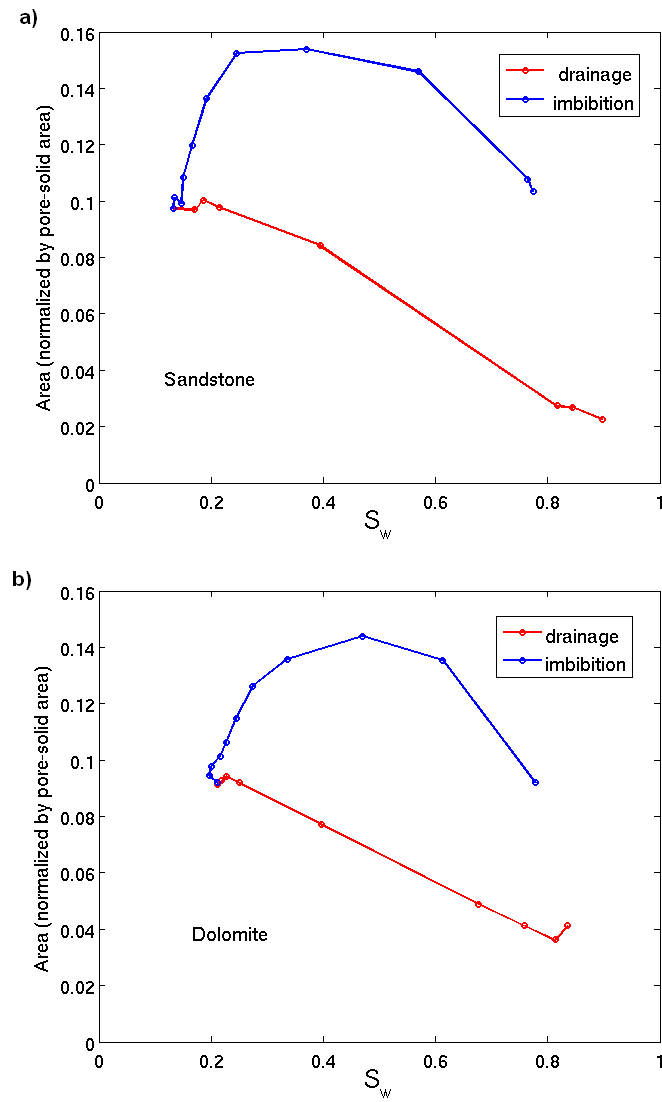 a)
0.16
0.14
0.12
0.1
0.08
0.06
0.04
0.02
0
Area (normalized by pore-solid area)
drainage
imbibition
Sandstone
0 0.2 0.4 0.6 0.8 1
Sw
b)
0.16
0.14
0.12
0.1
0.08
0.06
0.04
0.02
0
Area (normalized by pore-solid area)
drainage
imbibition
Dolomite
0 0.2 0.4 0.6 0.8 1
Sw